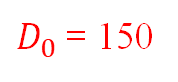 D₀ = 150